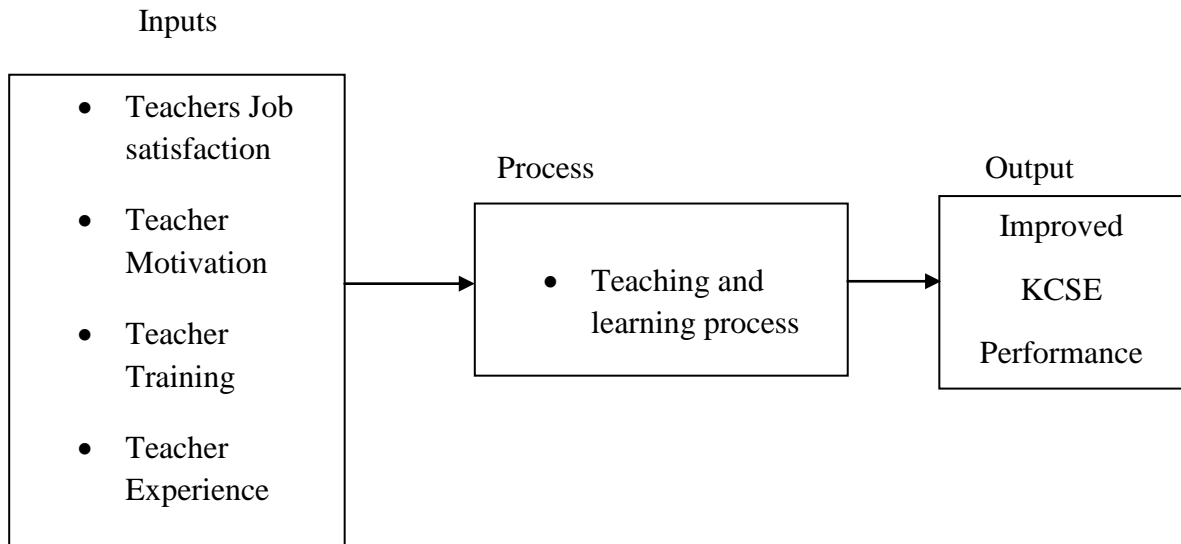 Inputs
• Teachers Job
satisfaction
• Teacher
Motivation
• Teacher
Training
• Teacher
Experience
Process
• Teaching and
learning process
Output
Improved
KCSE
Performance